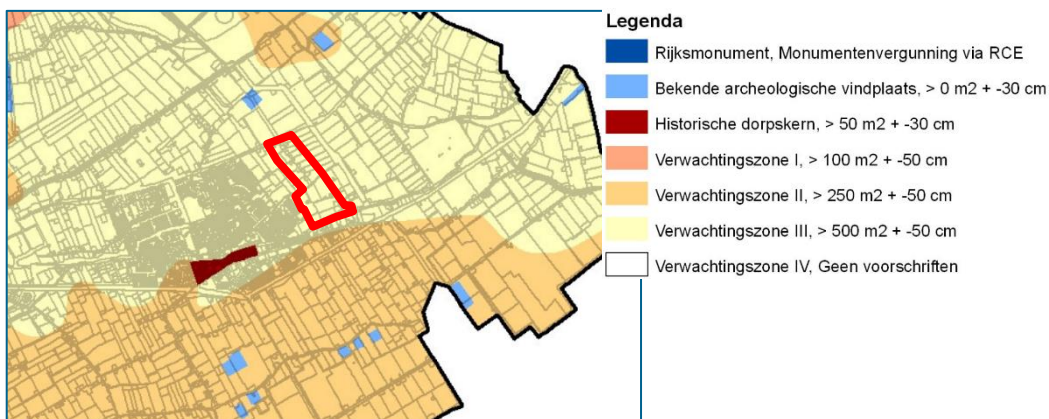 Legenda
Rijksmonument, Monumentenvergunning via RCE
Bekende archeologische vindplaats, > 0 m2 + -30 cm
Historische dorpskern, > 50 m2 + -30 cm
Verwachtingszone I, > 100 m2 + -50 cm
Verwachtingszone II, > 250 m2 + -50 cm
Verwachtingszone III, > 500 m2 + -50 cm
Verwachtingszone IV, Geen voorschriften